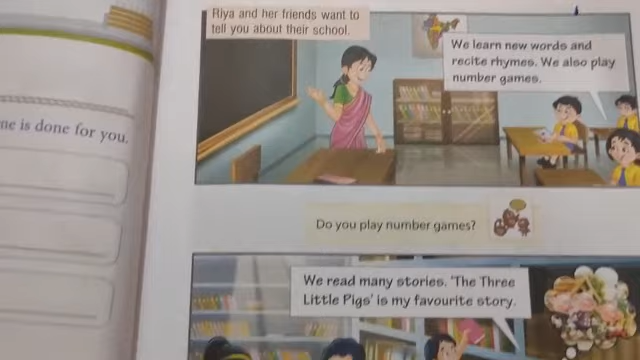 ne is done for you.
Riya and her friends want to
tell you about their school.
We learn new words and
recite rhymes. We also play
number games.
Do you play number games?
We read many stories. 'The Three
Little Pigs' is my favourite story.